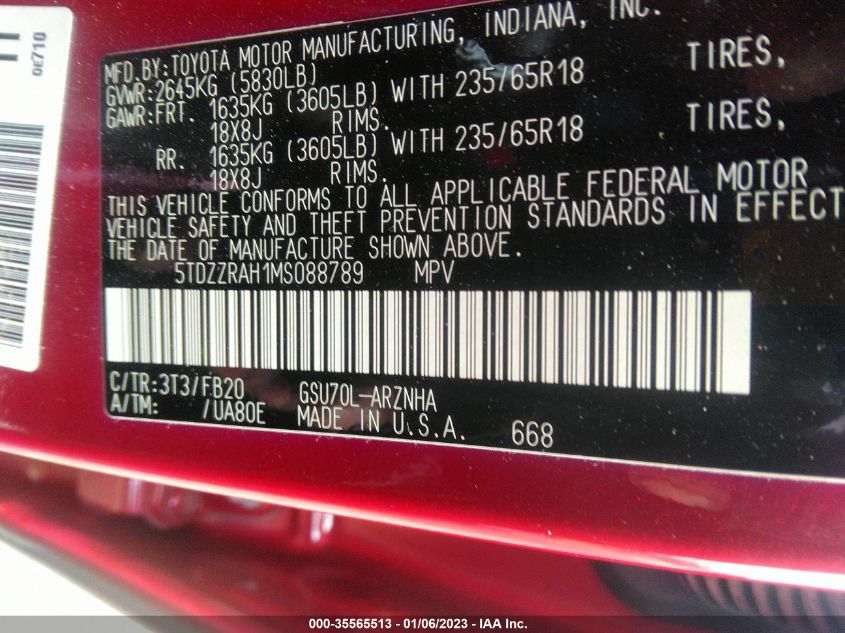 11
0E710
MFD.BY:TOYOTA MOTOR MANUFACTURING, INDIANA, INC.
GVWR:2645KG (5830LB)
GAWR:FRT. 1635KG (3605LB) WITH 235/65R18 TIRES,
18X8J RIMS.
RR. 1635KG (3605LB) WITH 235/65R18 TIRES,
18X8J RIMS.
THIS VEHICLE CONFORMS TO ALL APPLICABLE FEDERAL MOTOR
VEHICLE SAFETY AND THEFT PREVENTION STANDARDS IN EFFECT
THE DATE OF MANUFACTURE SHOWN ABOVE.
5TDZZRAH1MS088789 MPV
C/TR:3T3/FB20 GSU70L-ARZNHA
A/TM: /UA80E MADE IN U.S.A. 668
000-35565513 - 01/06/2023 - IAA Inc.